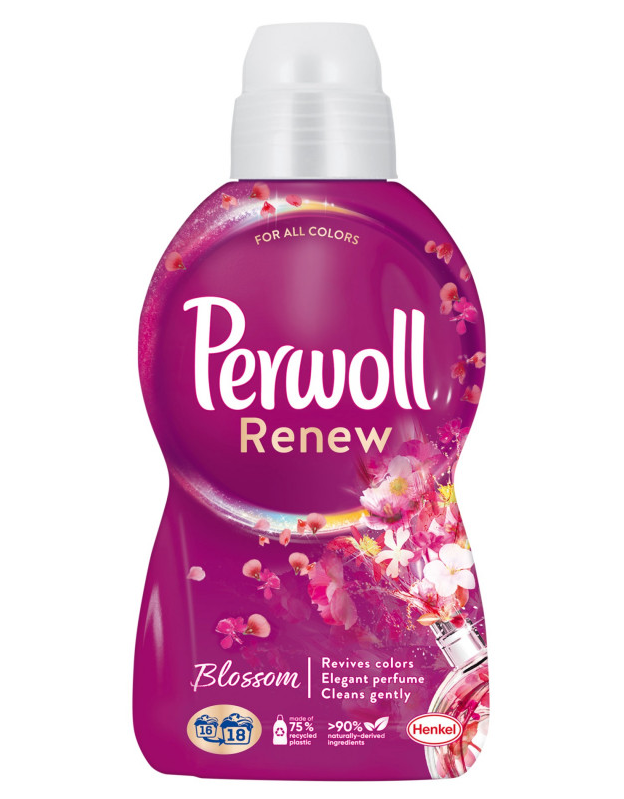 FOR ALL COLORS
Perwoll
Renew
Blossom
Revives colors
Elegant perfume
Cleans gently
16 18
made of
75%
recycled
plastic
>90%
naturally-derived
ingredients
Henkel